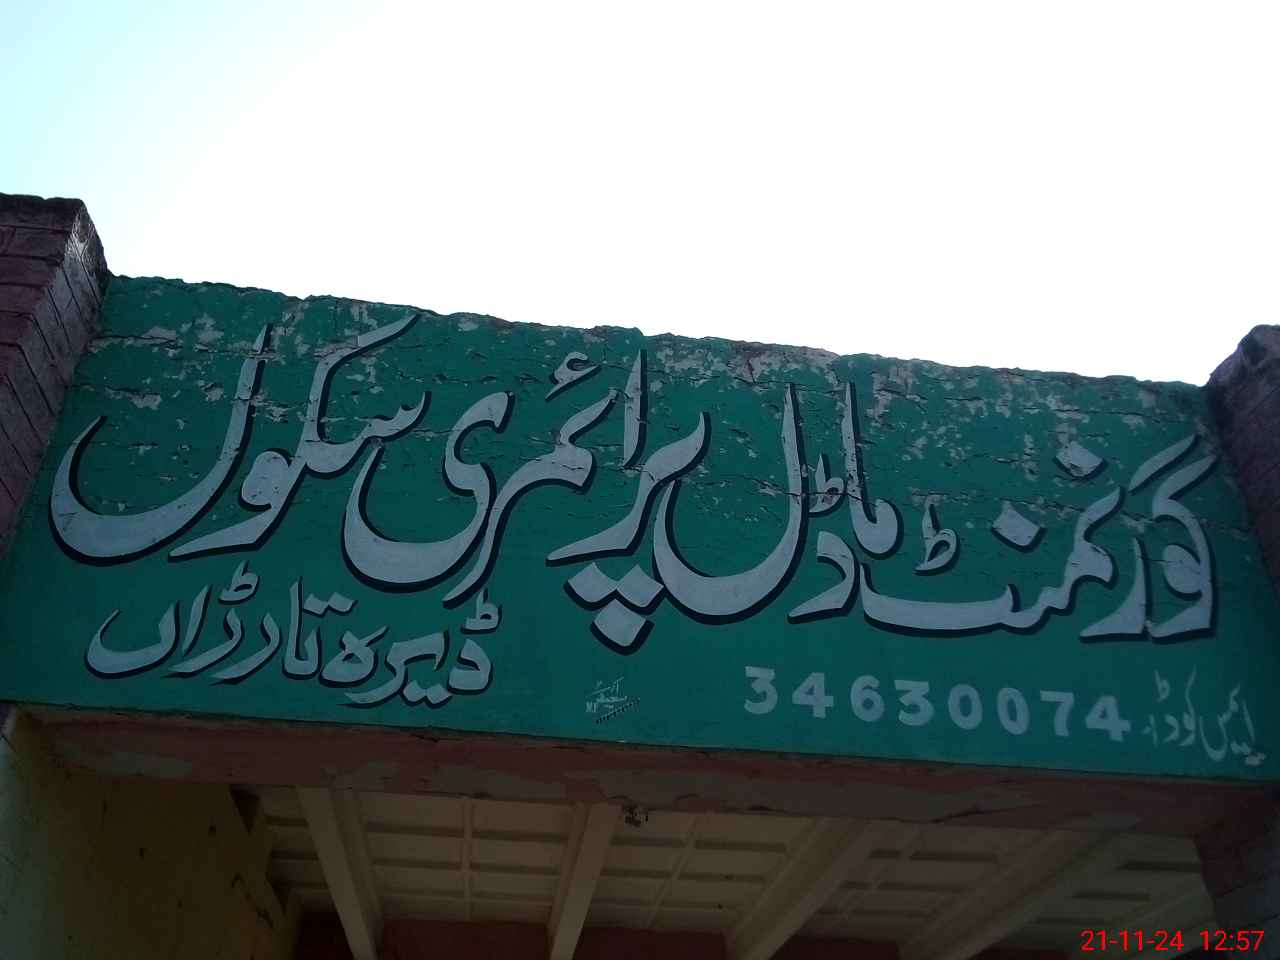 گورنمنٹ ماڈل پرائمری سکول
ڈیرہ تارڑاں
ایمس کوڈ: 34630074
21-11-24 12:57